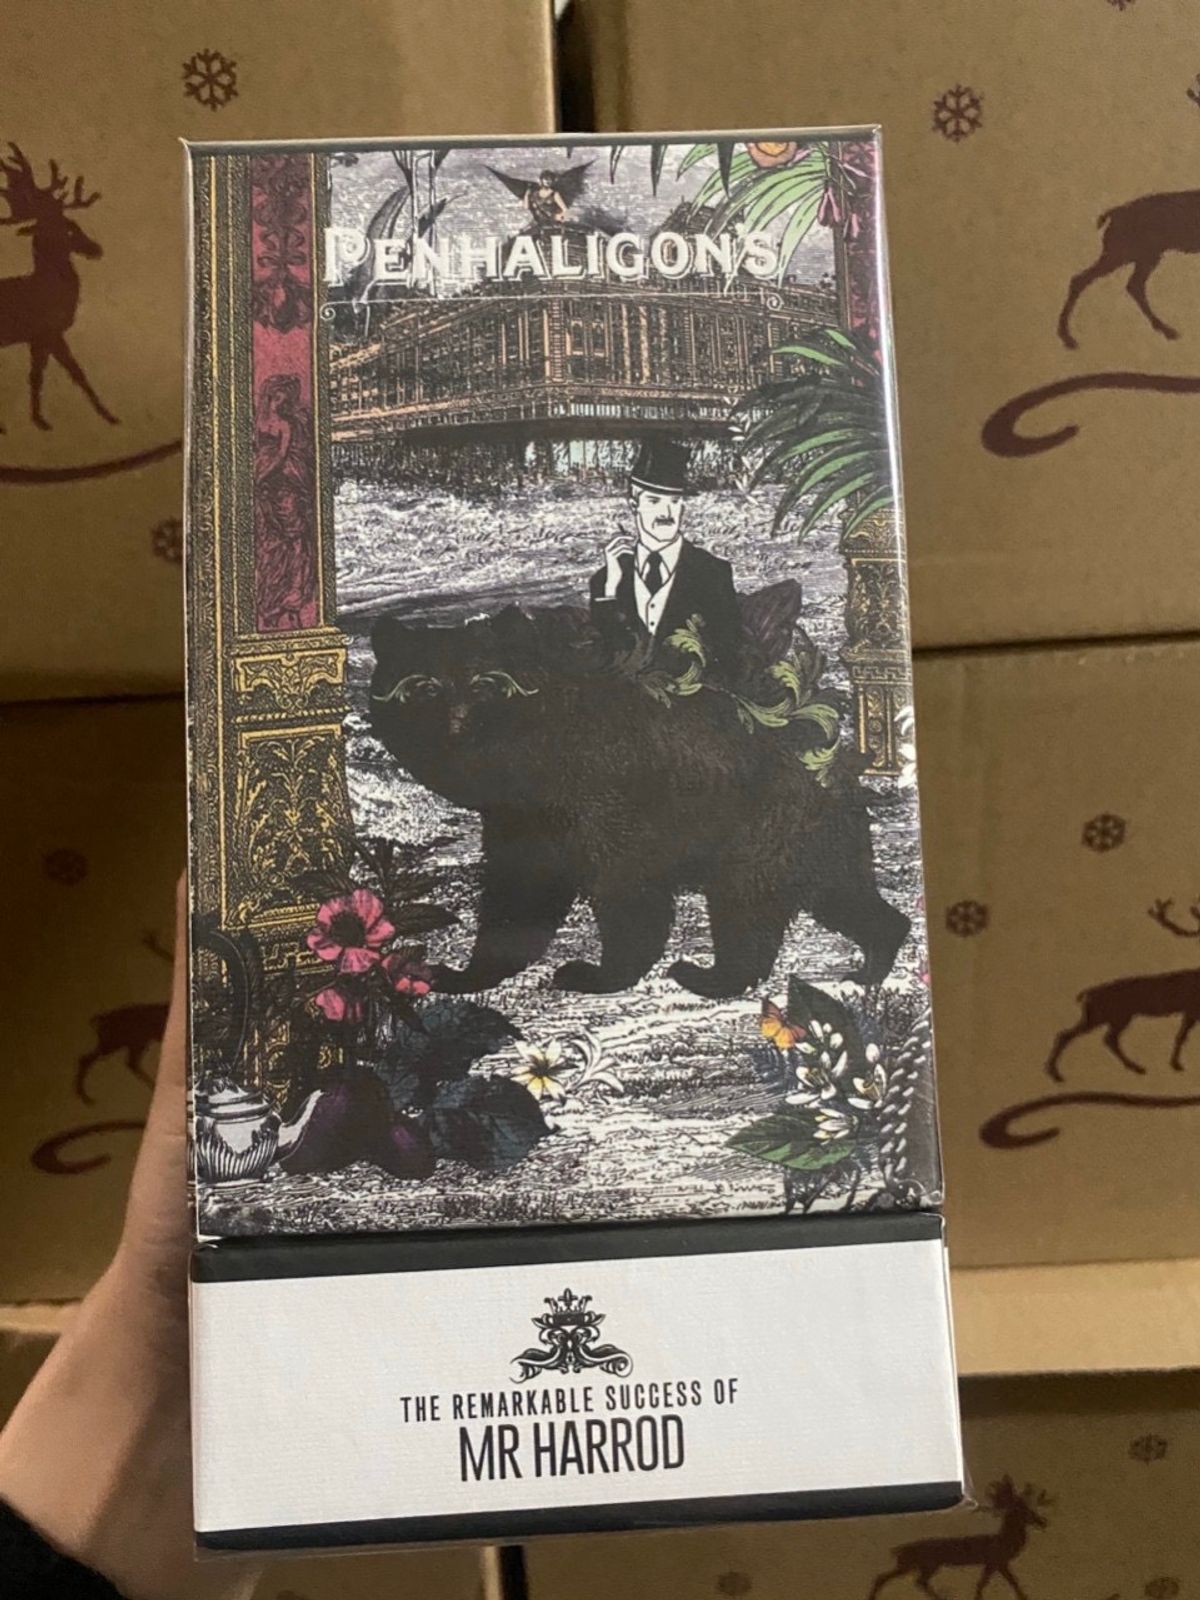 PENHALIGON'S
THE REMARKABLE SUCCESS OF
MR HARROD